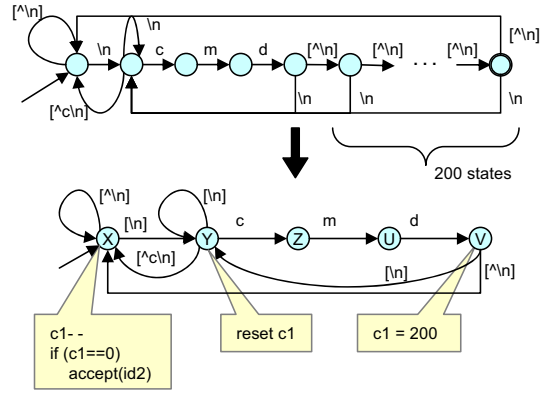 [^\n]
\n
[^\n]
\n
c
m
d
[^\n]
[^\n]
...
[^\n]
[^c\n]
\n
\n
\n
200 states
[^\n]
[\n]
[\n]
c
m
d
X
Y
Z
U
V
[^c\n]
[\n]
[^\n]
c1- -
if (c1==0)
accept(id2)
reset c1
c1 = 200